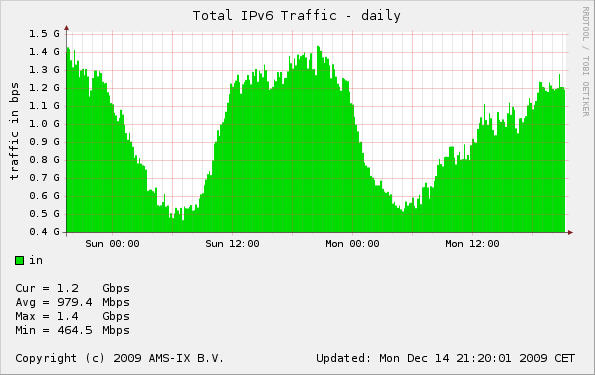 Total IPv6 Traffic - daily
RRDTOOL / TOBI OETIKER
traffic in bps
1.5 G
1.4 G
1.3 G
1.2 G
1.1 G
1.0 G
0.9 G
0.8 G
0.7 G
0.6 G
0.5 G
0.4 G
Sun 00:00 Sun 12:00 Mon 00:00 Mon 12:00
in
Cur = 1.2 Gbps
Avg = 979.4 Mbps
Max = 1.4 Gbps
Min = 464.5 Mbps
Copyright (c) 2009 AMS-IX B.V. Updated: Mon Dec 14 21:20:01 2009 CET